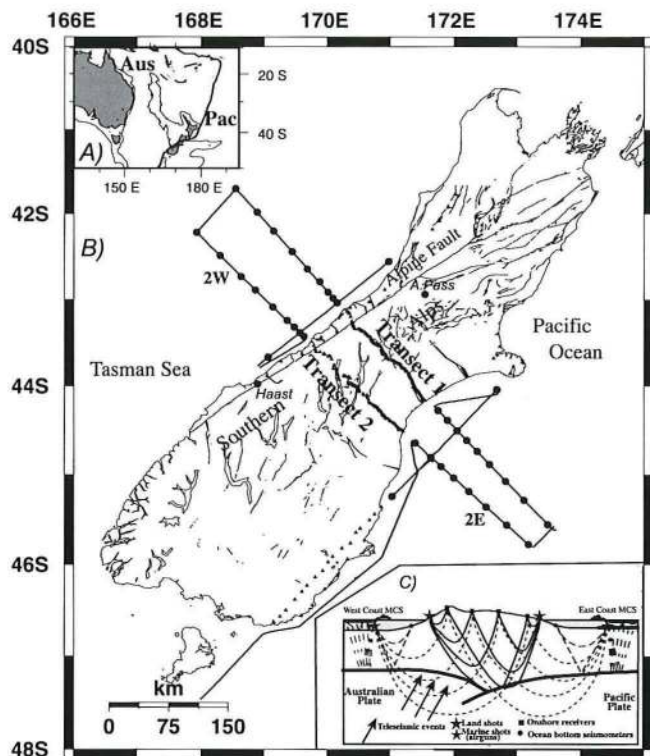 166E 168E 170E 172E 174E
40S
Aus
20 S
Pac
40 S
A)
150 E 180 E
42S
B)
2W
Alpine Fault
A.Pass
Alps
Pacific
Ocean
Tasman Sea
Transect 1
44S
Haast
Transect 2
Southern
2E
46S
C)
West Coast MCS East Coast MCS
km
Australian
Plate
Pacific
Plate
Teleseismic events
Land shots
Marine shots
(airguns)
Onshore receivers
Ocean bottom seismometers
0 75 150
48S